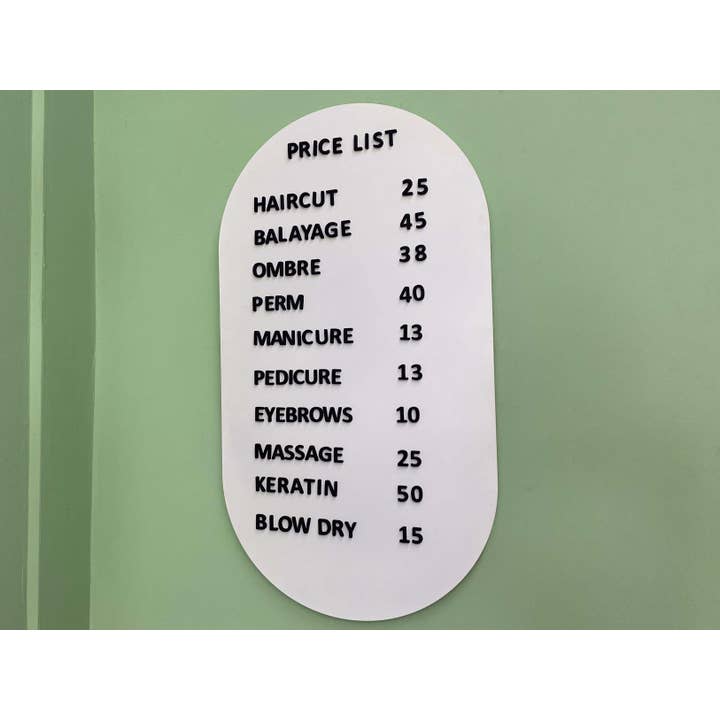 PRICE LIST
HAIRCUT 25
BALAYAGE 45
OMBRE 38
PERM 40
MANICURE 13
PEDICURE 13
EYEBROWS 10
MASSAGE 25
KERATIN 50
BLOW DRY 15